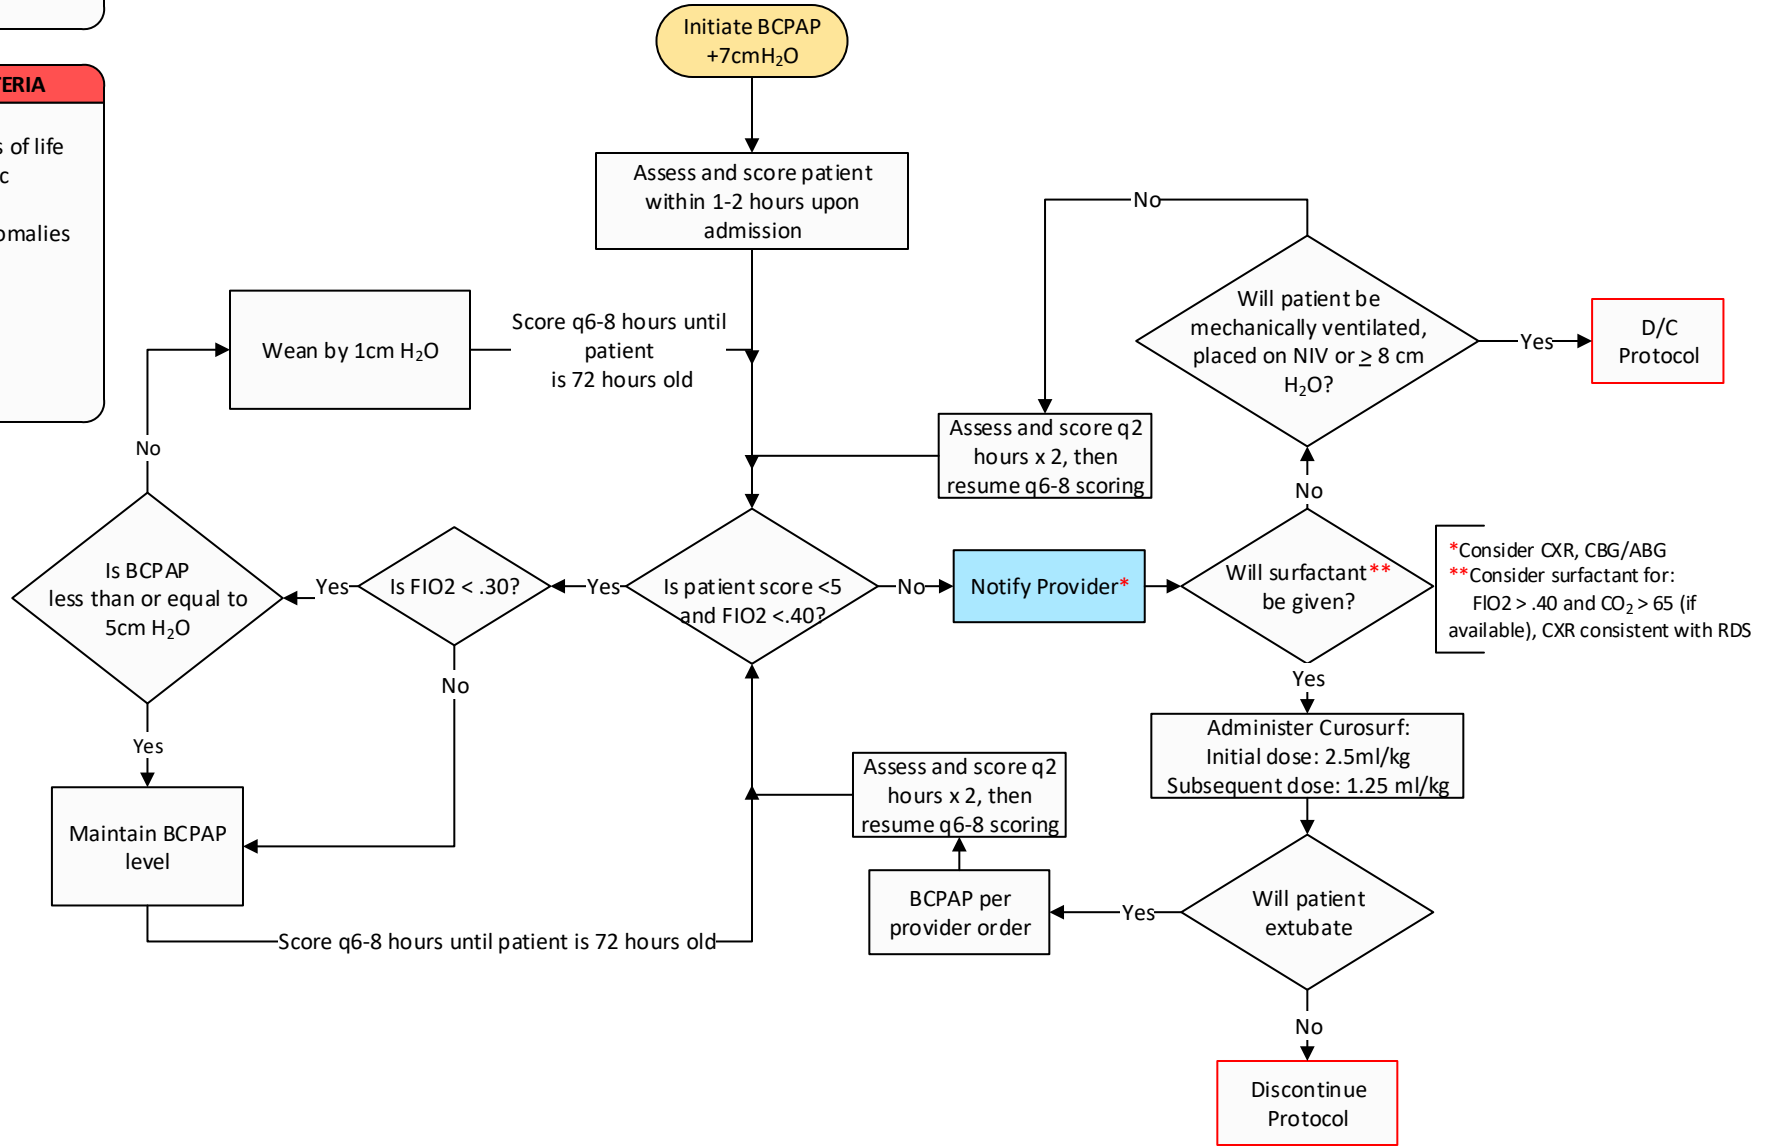 Initiate BCPAP
+7cmH₂O
TERIA
s of life
c
omalies
Assess and score patient
within 1-2 hours upon
admission
No
Wean by 1cm H₂O
Score q6-8 hours until
patient
is 72 hours old
Will patient be
mechanically ventilated,
placed on NIV or ≥ 8 cm
H₂O?
Yes
D/C
Protocol
Assess and score q2
hours x 2, then
resume q6-8 scoring
No
No
Is BCPAP
less than or equal to
5cm H₂O
Yes
Is FIO2 < .30?
Yes
Is patient score <5
and FIO2 <.40?
No
Notify Provider*
Will surfactant**
be given?
*Consider CXR, CBG/ABG
**Consider surfactant for:
FIO2 > .40 and CO₂ > 65 (if
available), CXR consistent with RDS
No
Yes
Yes
Administer Curosurf:
Initial dose: 2.5ml/kg
Subsequent dose: 1.25 ml/kg
Maintain BCPAP
level
Assess and score q2
hours x 2, then
resume q6-8 scoring
BCPAP per
provider order
Yes
Will patient
extubate
Score q6-8 hours until patient is 72 hours old
No
Discontinue
Protocol